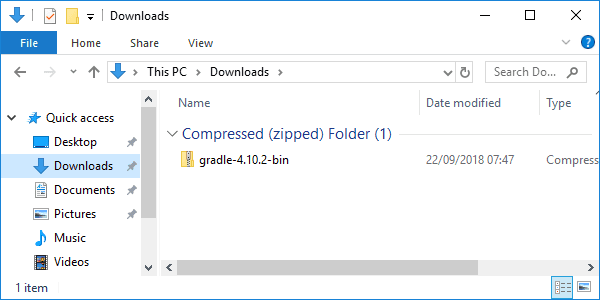 Downloads
File Home Share View
This PC Downloads Search Do...
Name Date modified Type
Quick access
Compressed (zipped) Folder (1)
Desktop
Downloads gradle-4.10.2-bin 22/09/2018 07:47 Compress
Documents
Pictures
Music
Videos
1 item